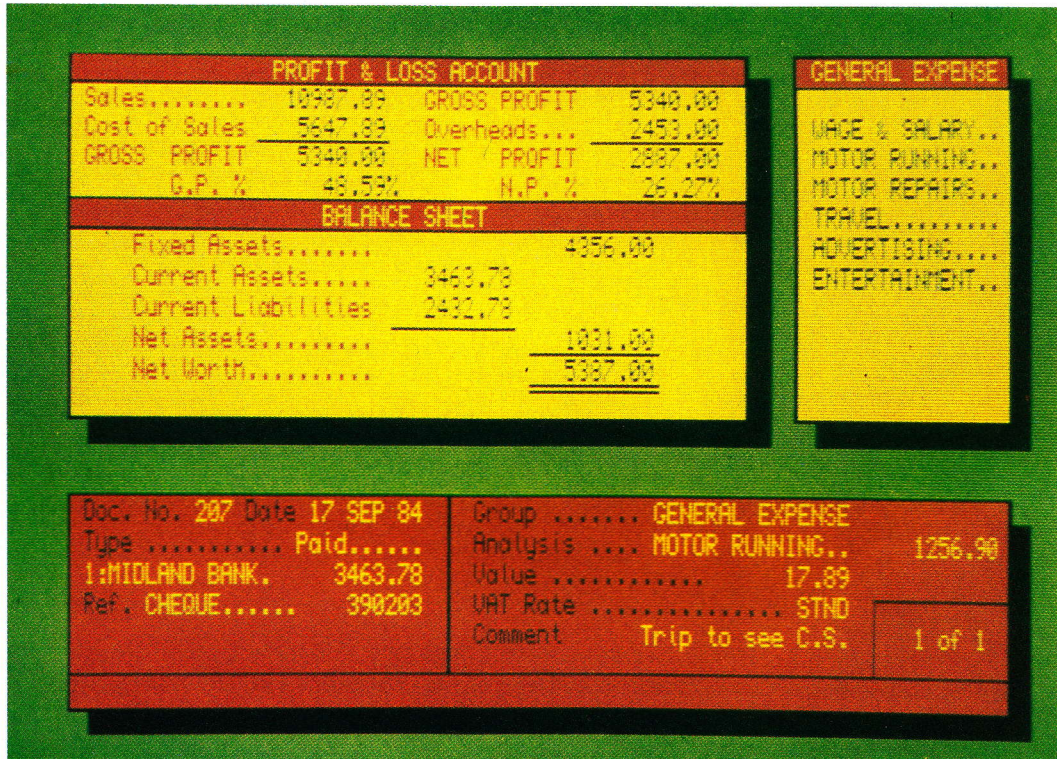 PROFIT & LOSS ACCOUNT
Sales........ 10987.89 GROSS PROFIT 5340.00
Cost of Sales 5647.89 Overheads... 2453.00
GROSS PROFIT 5340.00 NET PROFIT 2887.00
G.P. % 48.59% N.P. % 26.27%
BALANCE SHEET
Fixed Assets....... 4356.00
Current Assets..... 3463.78
Current Liabilities 2432.78
Net Assets......... 1031.00
Net Worth.......... 5387.00
GENERAL EXPENSE
WAGE & SALARY..
MOTOR RUNNING..
MOTOR REPAIRS..
TRAVEL.........
ADVERTISING....
ENTERTAINMENT..
Doc. No. 207 Date 17 SEP 84
Type ........... Paid......
1:MIDLAND BANK. 3463.78
Ref. CHEQUE...... 390203
Group ....... GENERAL EXPENSE
Analysis .... MOTOR RUNNING.. 1256.90
Value ............ 17.89
VAT Rate ............... STND
Comment Trip to see C.S.
1 of 1